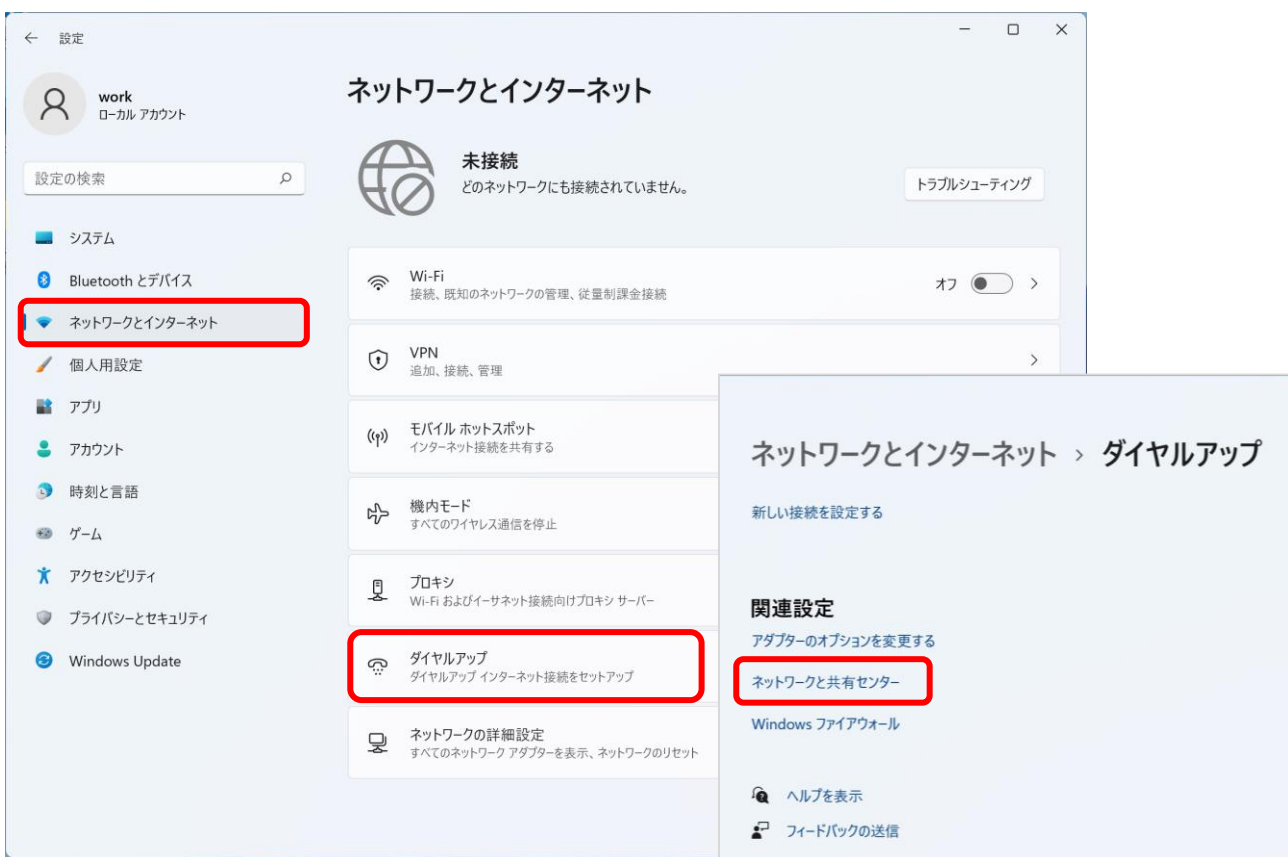 設定
work
ローカル アカウント
設定の検索
システム
Bluetooth とデバイス
ネットワークとインターネット
個人用設定
アプリ
アカウント
時刻と言語
ゲーム
アクセシビリティ
プライバシーとセキュリティ
Windows Update
ネットワークとインターネット
未接続
どのネットワークにも接続されていません。
トラブルシューティング
Wi-Fi
接続、既知のネットワークの管理、従量制課金接続
オフ
VPN
追加、接続、管理
モバイル ホットスポット
インターネット接続を共有する
機内モード
すべてのワイヤレス通信を停止
プロキシ
Wi-Fi およびイーサネット接続向けプロキシ サーバー
ダイヤルアップ
ダイヤルアップ インターネット接続をセットアップ
ネットワークの詳細設定
すべてのネットワーク アダプターを表示、ネットワークのリセット
ネットワークとインターネット › ダイヤルアップ
新しい接続を設定する
関連設定
アダプターのオプションを変更する
ネットワークと共有センター
Windows ファイアウォール
ヘルプを表示
フィードバックの送信